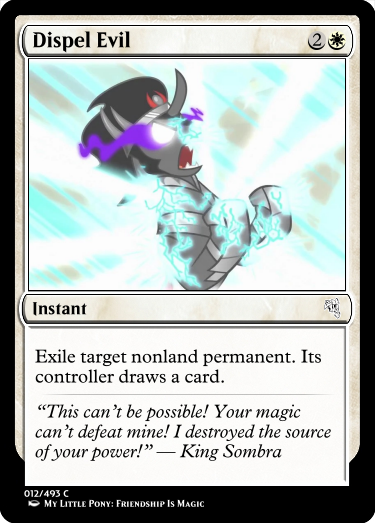 Dispel Evil 2
Instant
Exile target nonland permanent. Its
controller draws a card.
“This can’t be possible! Your magic
can’t defeat mine! I destroyed the source
of your power!” — King Sombra
012/493 C
My Little Pony: Friendship Is Magic